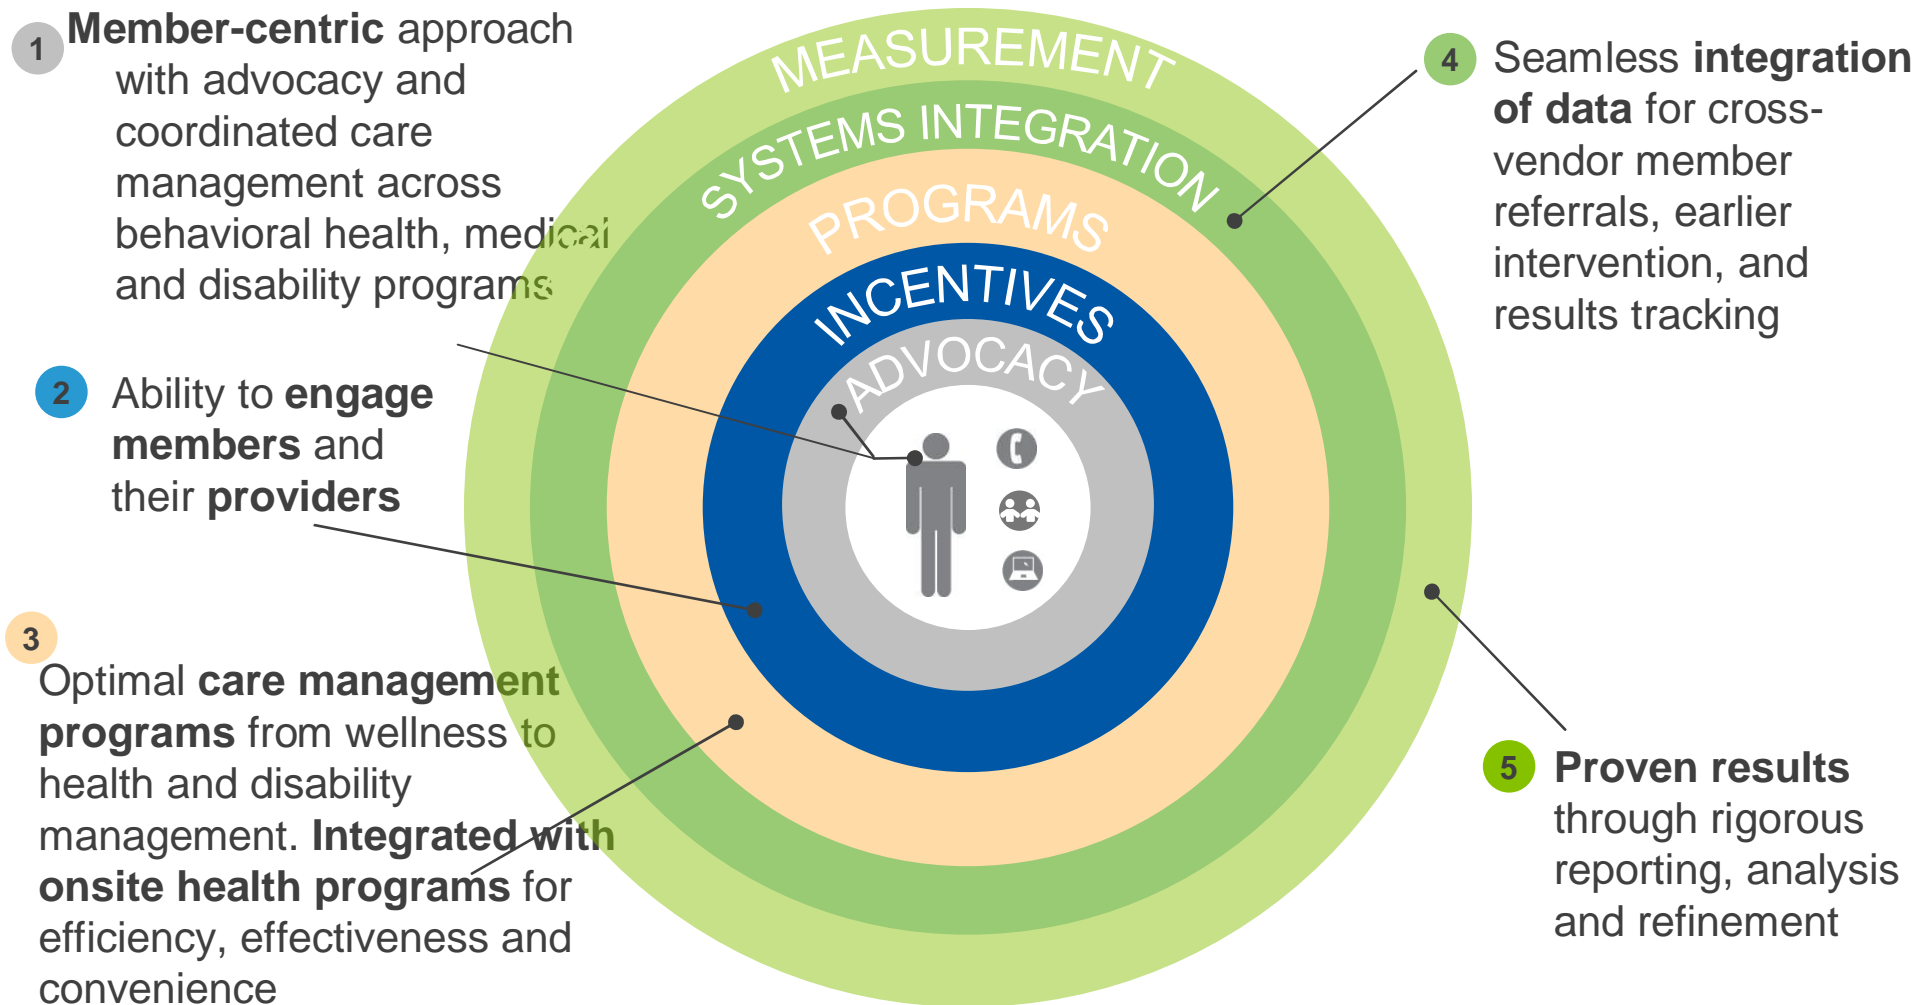 1
Member-centric approach
with advocacy and
coordinated care
management across
behavioral health, medical
and disability programs
2
Ability to engage
members and
their providers
3
Optimal care management
programs from wellness to
health and disability
management. Integrated with
onsite health programs for
efficiency, effectiveness and
convenience
MEASUREMENT
SYSTEMS INTEGRATION
PROGRAMS
INCENTIVES
ADVOCACY
4
Seamless integration
of data for cross-
vendor member
referrals, earlier
intervention, and
results tracking
5
Proven results
through rigorous
reporting, analysis
and refinement